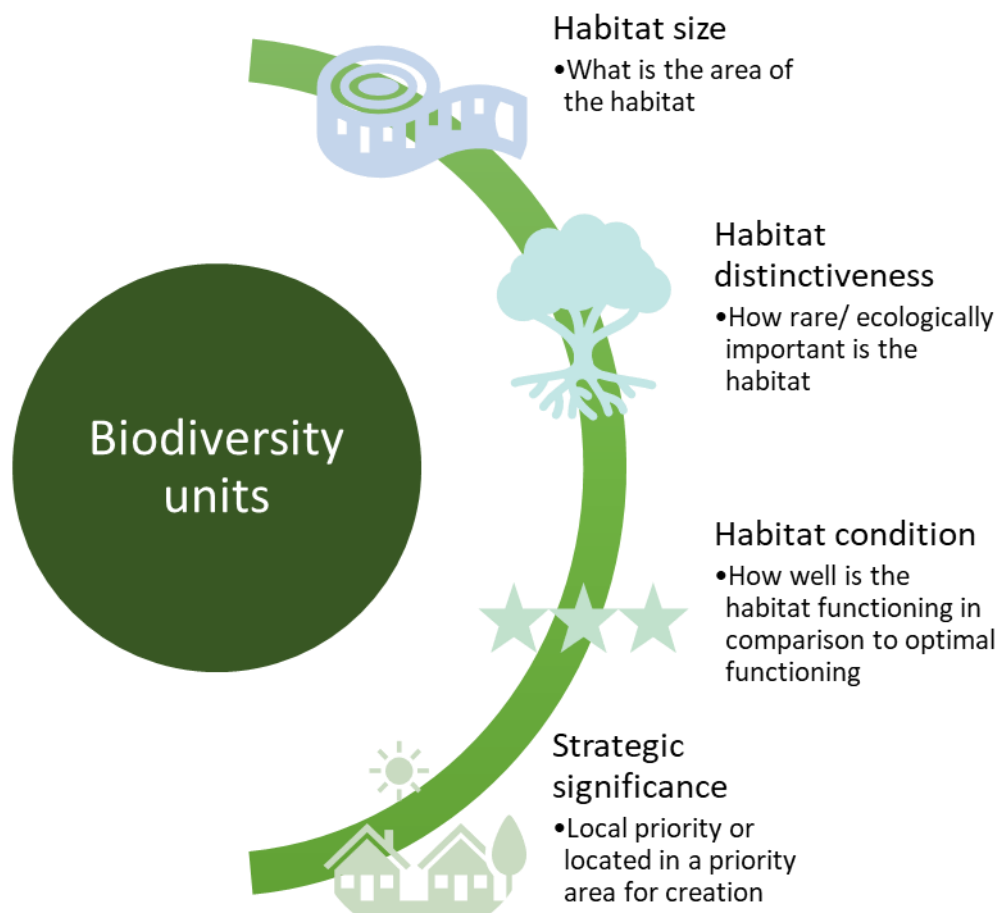 Habitat size
•What is the area of
the habitat
Habitat
distinctiveness
•How rare/ ecologically
important is the
habitat
Biodiversity
units
Habitat condition
•How well is the
habitat functioning in
comparison to optimal
functioning
Strategic
significance
•Local priority or
located in a priority
area for creation